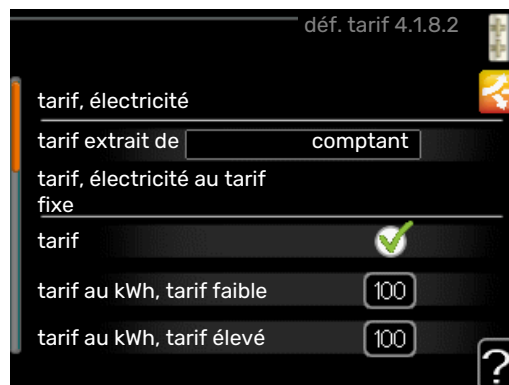 déf. tarif 4.1.8.2
tarif, électricité
tarif extrait de comptant
tarif, électricité au tarif
fixe
tarif
tarif au kWh, tarif faible 100
tarif au kWh, tarif élevé 100
?